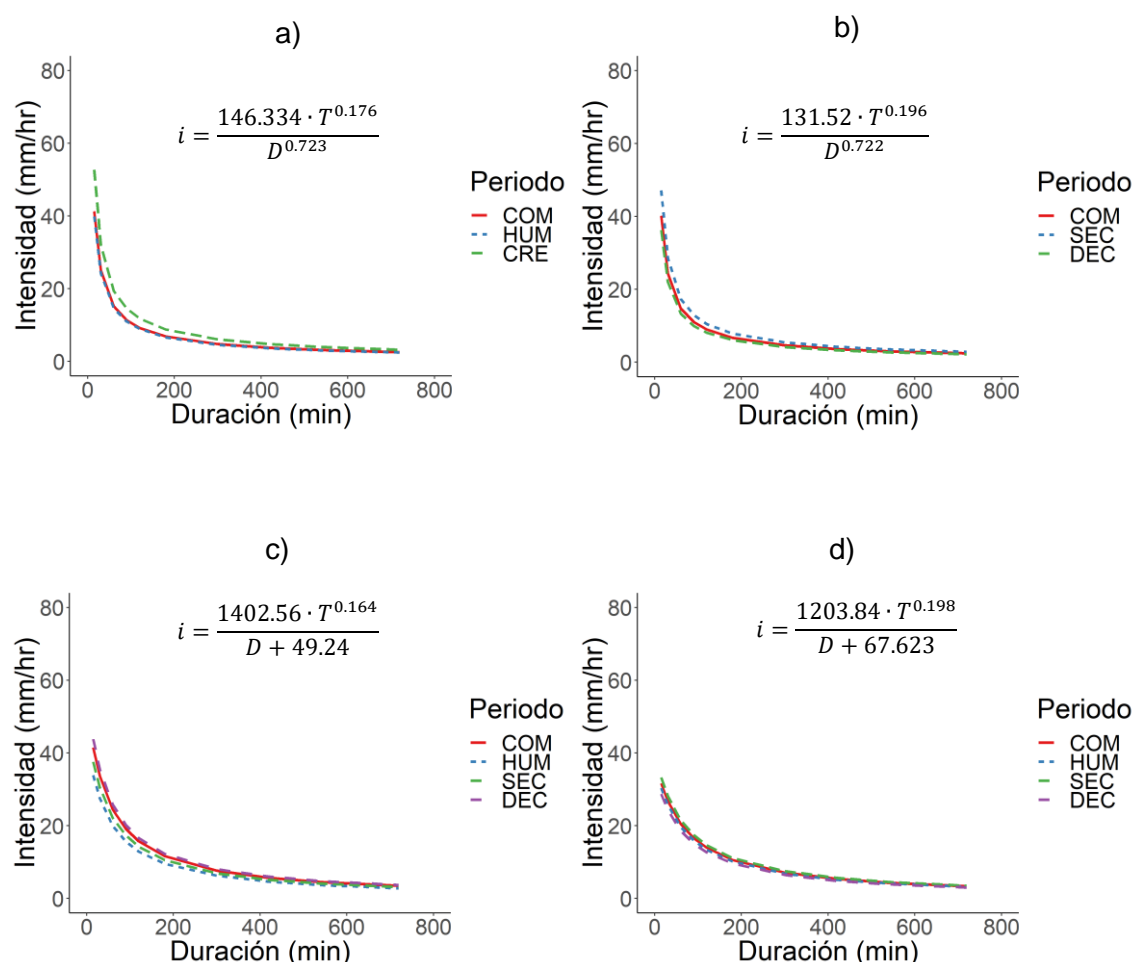 a)
80
60
40
20
0
Intensidad (mm/hr)
i = 146.334 · T^0.176 / D^0.723
Periodo
COM
HUM
CRE
0 200 400 600 800
Duración (min)
b)
80
60
40
20
0
Intensidad (mm/hr)
i = 131.52 · T^0.196 / D^0.722
Periodo
COM
SEC
DEC
0 200 400 600 800
Duración (min)
c)
80
60
40
20
0
Intensidad (mm/hr)
i = 1402.56 · T^0.164 / D + 49.24
Periodo
COM
HUM
SEC
DEC
0 200 400 600 800
Duración (min)
d)
80
60
40
20
0
Intensidad (mm/hr)
i = 1203.84 · T^0.198 / D + 67.623
Periodo
COM
HUM
SEC
DEC
0 200 400 600 800
Duración (min)